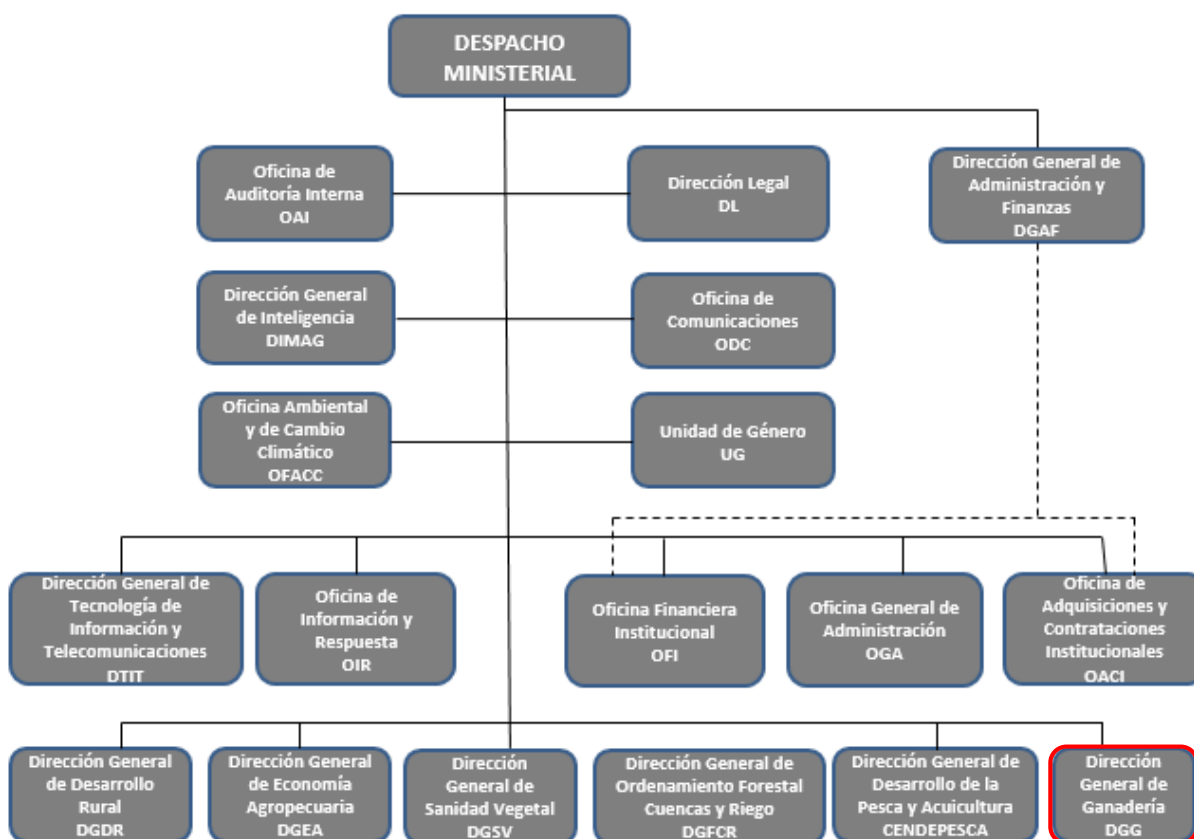 DESPACHO
MINISTERIAL
Oficina de
Auditoría Interna
OAI
Dirección Legal
DL
Dirección General de
Administración y
Finanzas
DGAF
Dirección General
de Inteligencia
DIMAG
Oficina de
Comunicaciones
ODC
Oficina Ambiental
y de Cambio
Climático
OFACC
Unidad de Género
UG
Dirección General de
Tecnología de
Información y
Telecomunicaciones
DTIT
Oficina de
Información y
Respuesta
OIR
Oficina Financiera
Institucional
OFI
Oficina General de
Administración
OGA
Oficina de
Adquisiciones y
Contrataciones
Institucionales
OACI
Dirección General
de Desarrollo
Rural
DGDR
Dirección General
de Economía
Agropecuaria
DGEA
Dirección
General de
Sanidad Vegetal
DGSV
Dirección General de
Ordenamiento Forestal
Cuencas y Riego
DGFCR
Dirección General de
Desarrollo de la
Pesca y Acuicultura
CENDEPESCA
Dirección
General de
Ganadería
DGG